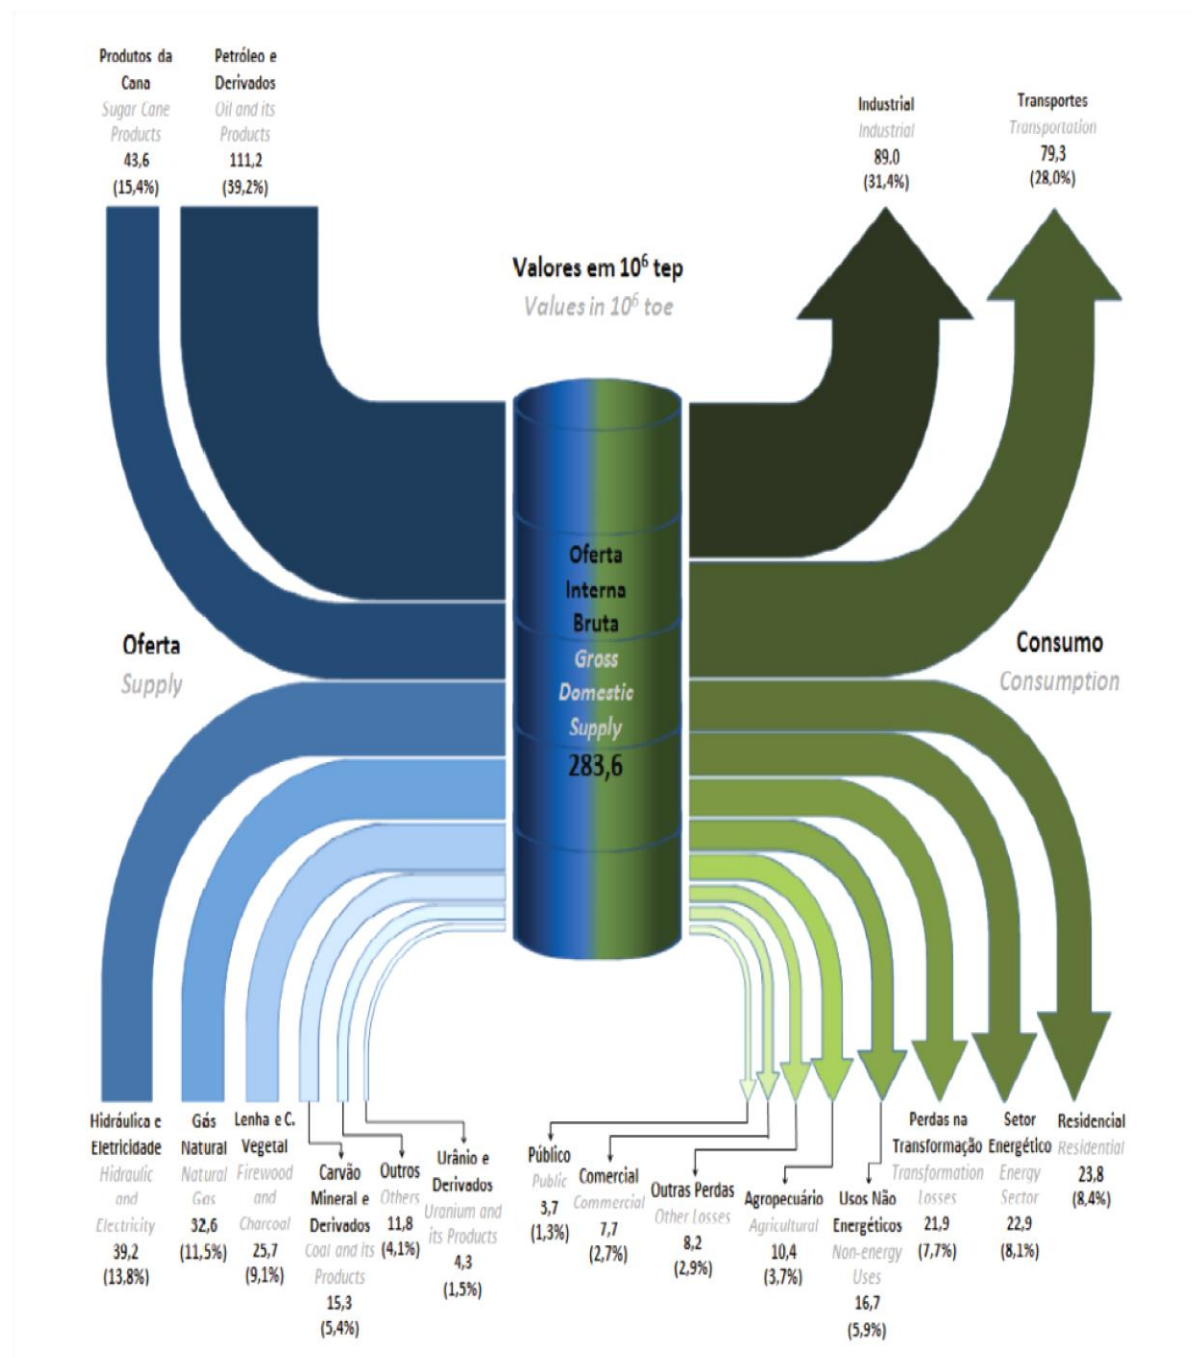 Produtos da
Cana
Sugar Cane
Products
43,6
(15,4%)
Petróleo e
Derivados
Oil and its
Products
111,2
(39,2%)
Industrial
Industrial
89.0
(31,4%)
Transportes
Transportation
79,3
(28,0%)
Valores em 10⁶ tep
Values in 10⁶ toe
Oferta
Interna
Bruta
Gross
Domestic
Supply
283,6
Oferta
Supply
Consumo
Consumption
Hidráulica e
Eletricidade
Hidraulic
and
Electricity
39,2
(13,8%)
Gás
Natural
Natural
Gas
32,6
(11,5%)
Lenha e C.
Vegetal
Firewood
and
Charcoal
25,7
(9,1%)
Carvão
Mineral e
Derivados
Coal and its
Products
15,3
(5,4%)
Outros
Others
11,8
(4,1%)
Urânio e
Derivados
Uranium and
its Products
4,3
(1,5%)
Público
Public
3,7
(1,3%)
Comercial
Commercial
7,7
(2,7%)
Outras Perdas
Other Losses
8,2
(2,9%)
Agropecuário
Agricultural
10,4
(3,7%)
Usos Não
Energéticos
Non-energy
Uses
16,7
(5,9%)
Perdas na
Transformação
Transformation
Losses
21,9
(7,7%)
Setor
Energético
Energy
Sector
22,9
(8,1%)
Residencial
Residential
23,8
(8,4%)